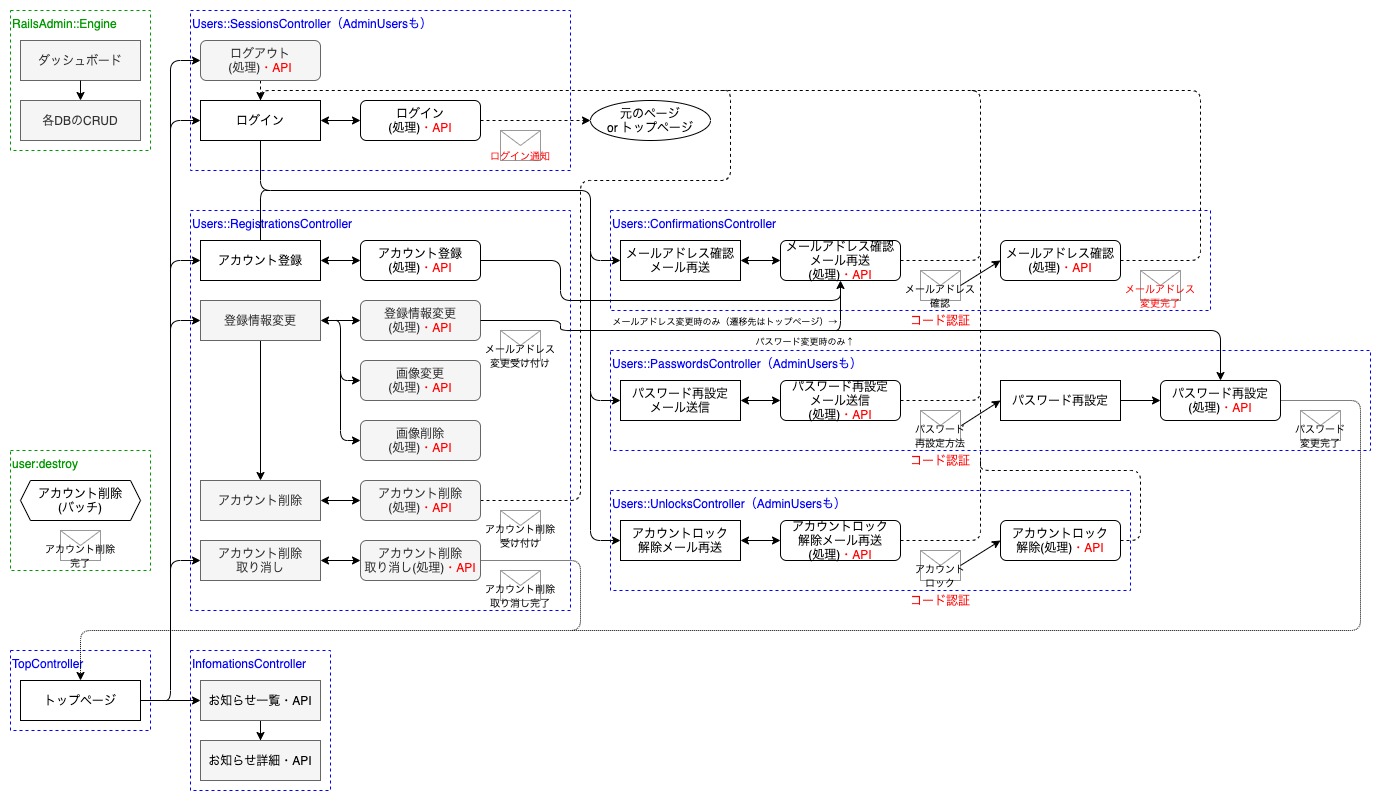 RailsAdmin::Engine
ダッシュボード
各DBのCRUD
Users::SessionsController（AdminUsersも）
ログアウト
(処理)・API
ログイン
ログイン
(処理)・API
ログイン通知
元のページ
or トップページ
Users::RegistrationsController
アカウント登録
アカウント登録
(処理)・API
登録情報変更
登録情報変更
(処理)・API
メールアドレス
変更受け付け
画像変更
(処理)・API
画像削除
(処理)・API
アカウント削除
アカウント削除
(処理)・API
アカウント削除
受け付け
アカウント削除
取り消し
アカウント削除
取り消し(処理)・API
アカウント削除
取り消し完了
Users::ConfirmationsController
メールアドレス確認
メール再送
メールアドレス確認
メール再送
(処理)・API
メールアドレス
確認
コード認証
メールアドレス確認
(処理)・API
メールアドレス
変更完了
メールアドレス変更時のみ（遷移先はトップページ）→
パスワード変更時のみ↑
Users::PasswordsController（AdminUsersも）
パスワード再設定
メール送信
パスワード再設定
メール送信
(処理)・API
パスワード
再設定方法
コード認証
パスワード再設定
パスワード再設定
(処理)・API
パスワード
変更完了
Users::UnlocksController（AdminUsersも）
アカウントロック
解除メール再送
アカウントロック
解除メール再送
(処理)・API
アカウント
ロック
コード認証
アカウントロック
解除(処理)・API
user:destroy
アカウント削除
(バッチ)
アカウント削除
完了
TopController
トップページ
InfomationsController
お知らせ一覧・API
お知らせ詳細・API